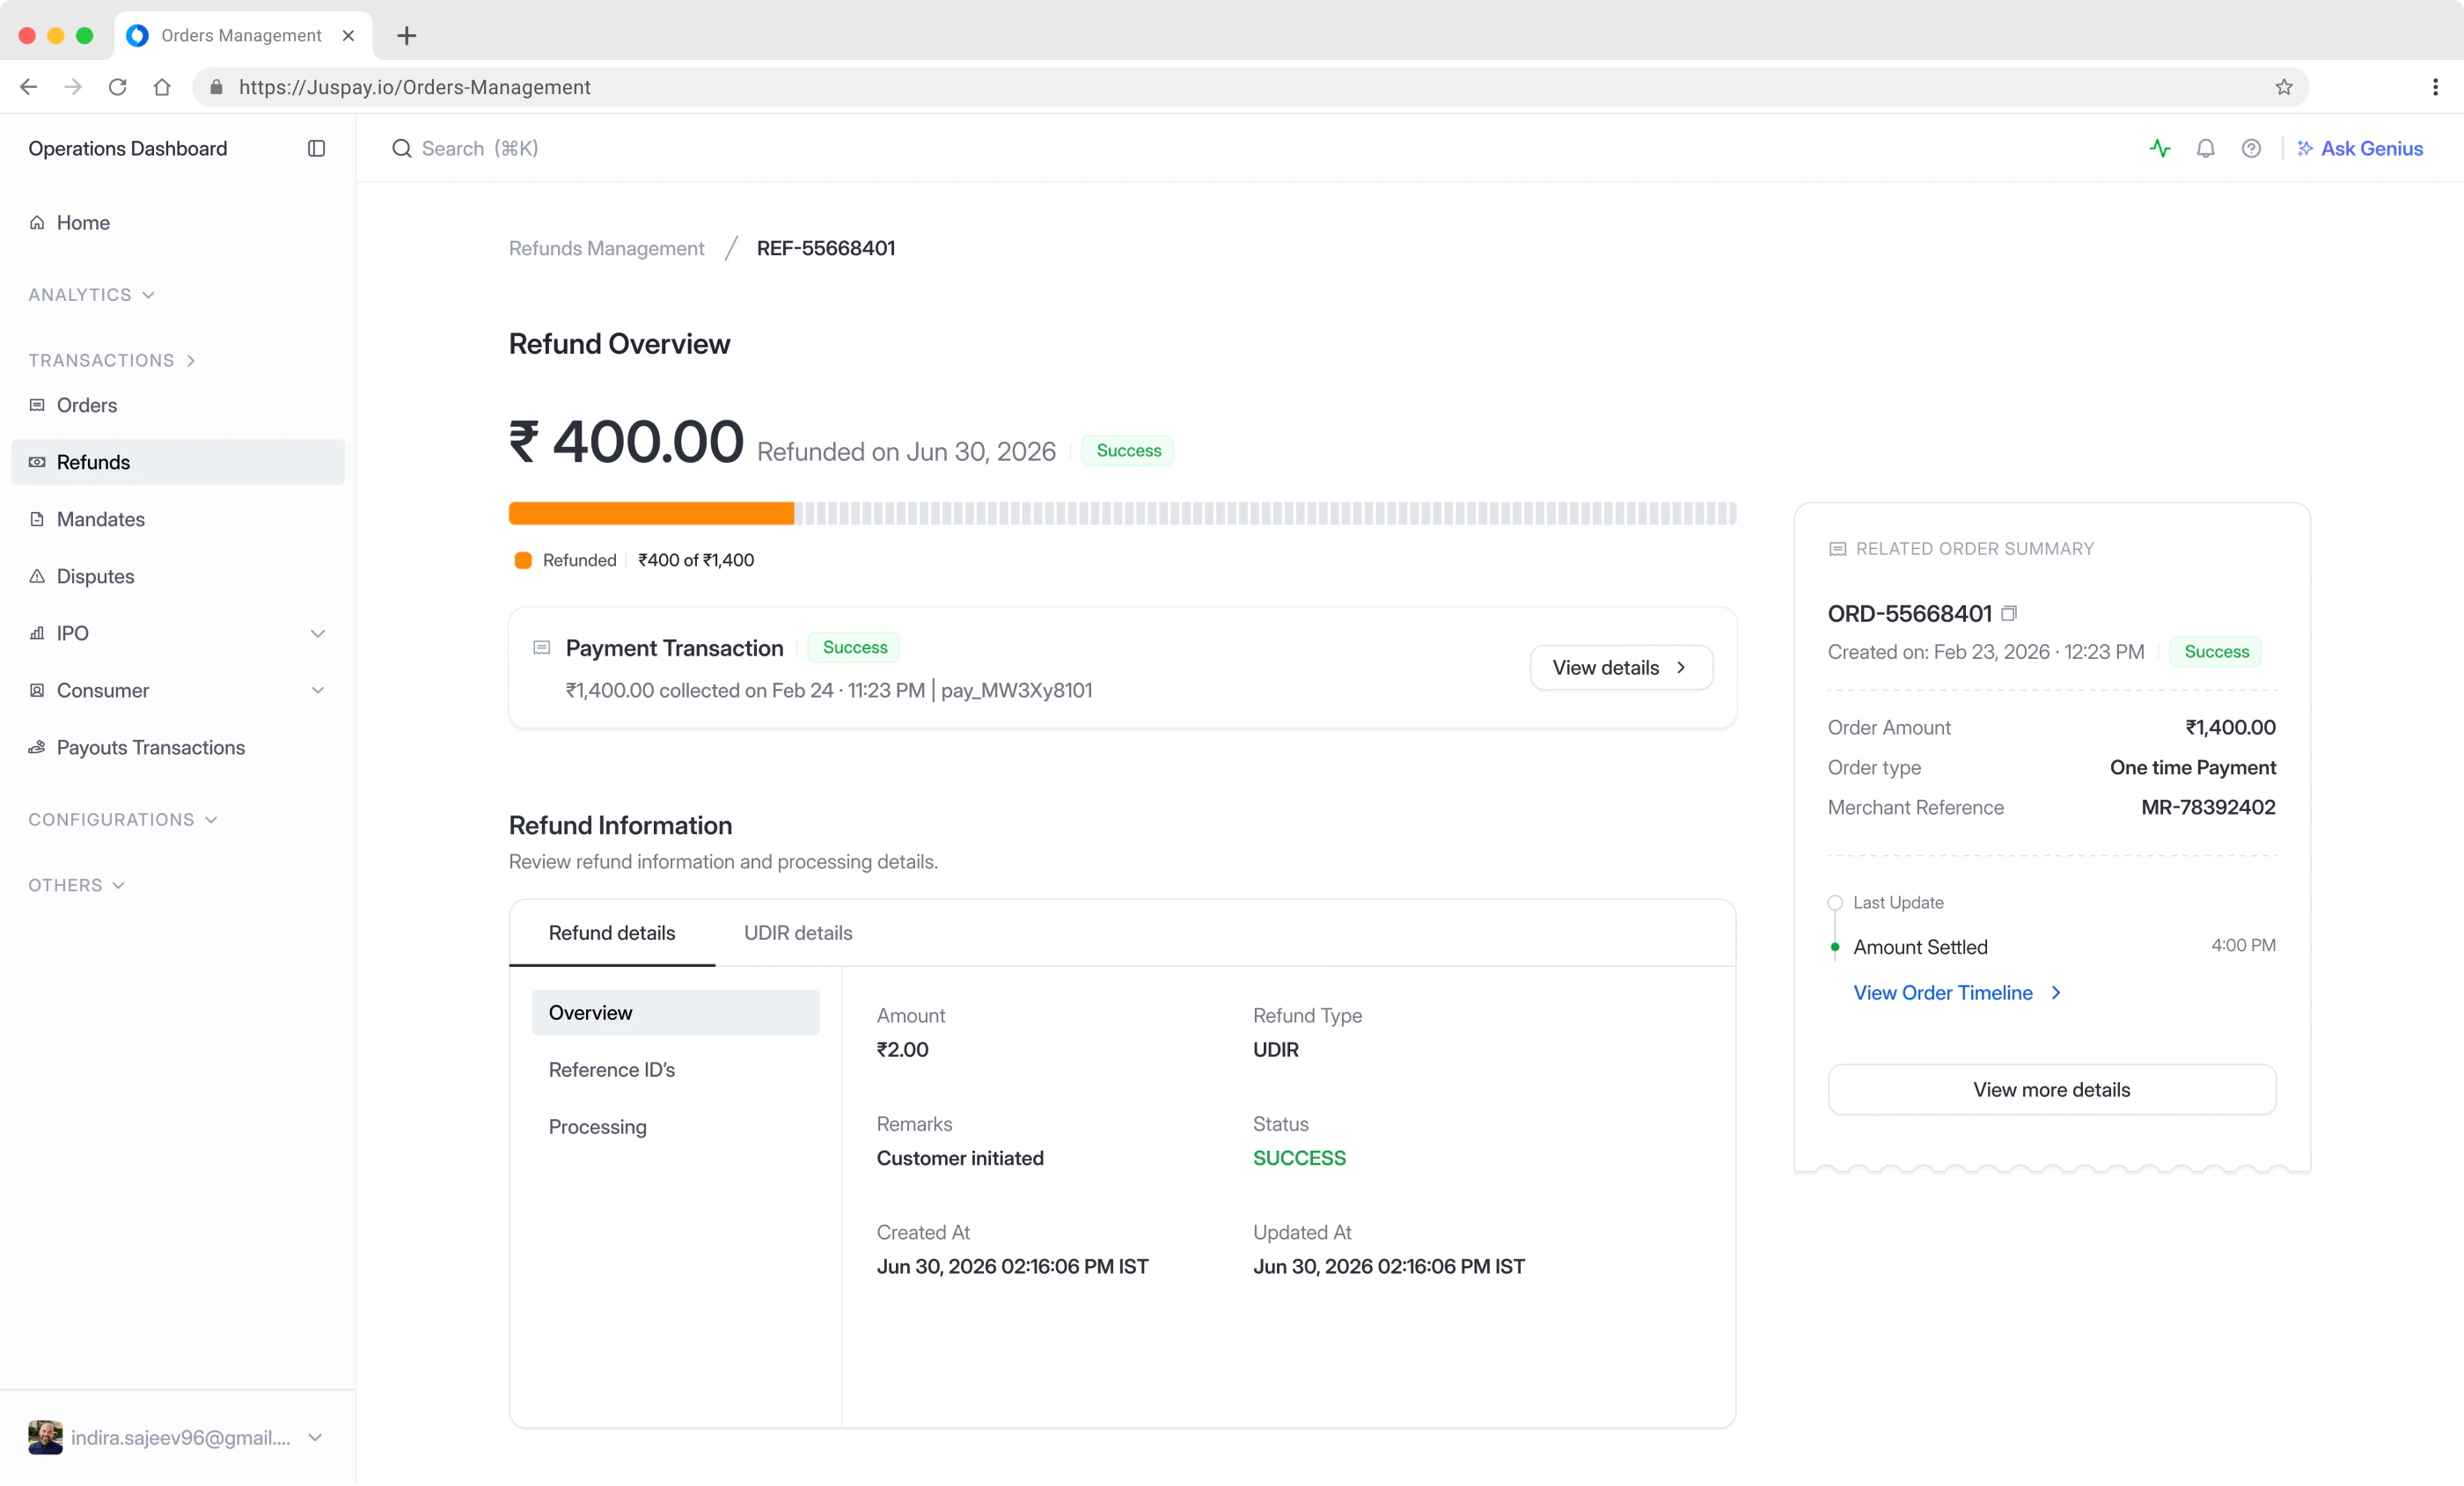 Orders Management
https://Juspay.io/Orders-Management
Operations Dashboard
Search (⌘K)
Ask Genius
Home
ANALYTICS
TRANSACTIONS
Orders
Refunds
Mandates
Disputes
IPO
Consumer
Payouts Transactions
CONFIGURATIONS
OTHERS
indira.sajeev96@gmail....
Refunds Management / REF-55668401
Refund Overview
₹ 400.00 Refunded on Jun 30, 2026 Success
Refunded ₹400 of ₹1,400
Payment Transaction Success
₹1,400.00 collected on Feb 24 · 11:23 PM | pay_MW3Xy8101
View details
Refund Information
Review refund information and processing details.
Refund details UDIR details
Overview
Reference ID’s
Processing
Amount Refund Type
₹2.00 UDIR
Remarks Status
Customer initiated SUCCESS
Created At Updated At
Jun 30, 2026 02:16:06 PM IST Jun 30, 2026 02:16:06 PM IST
RELATED ORDER SUMMARY
ORD-55668401
Created on: Feb 23, 2026 · 12:23 PM Success
Order Amount ₹1,400.00
Order type One time Payment
Merchant Reference MR-78392402
Last Update
Amount Settled 4:00 PM
View Order Timeline
View more details